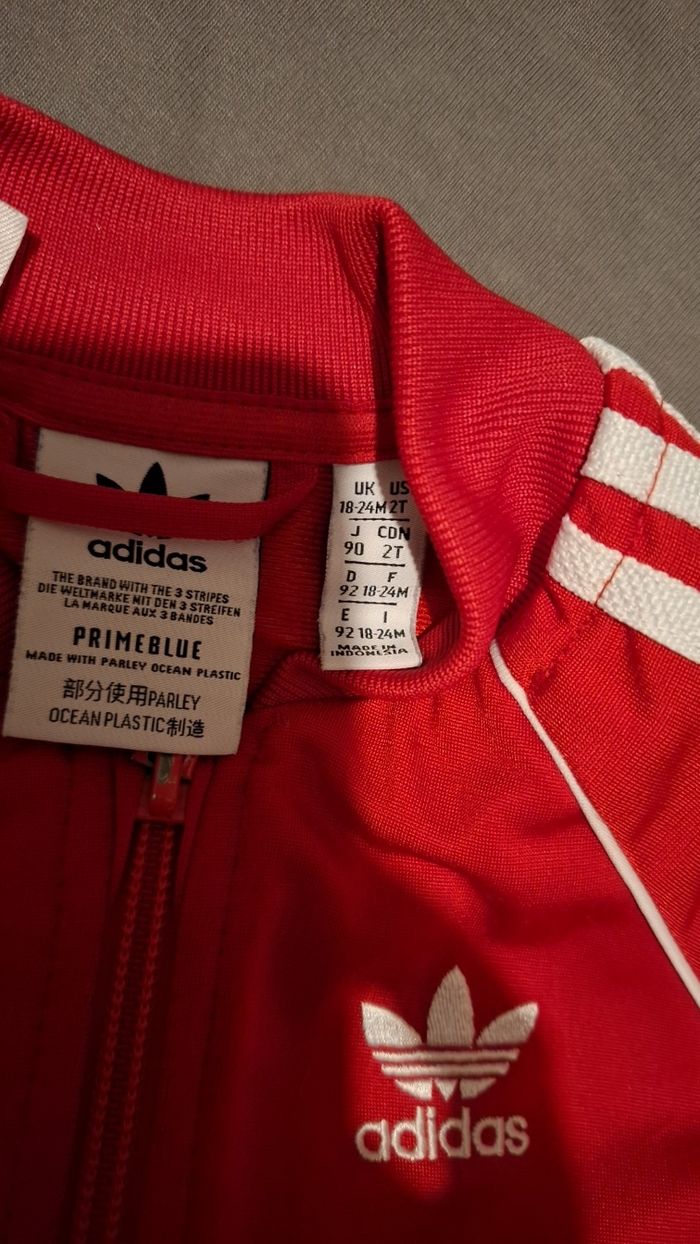 adidas
THE BRAND WITH THE 3 STRIPES
DIE WELTMARKE MIT DEN 3 STREIFEN
LA MARQUE AUX 3 BANDES
PRIMEBLUE
MADE WITH PARLEY OCEAN PLASTIC
部分使用PARLEY
OCEAN PLASTIC制造
UK US
18-24M 2T
J CDN
90 2T
D F
92 18-24M
E I
92 18-24M
MADE IN
INDONESIA
adidas